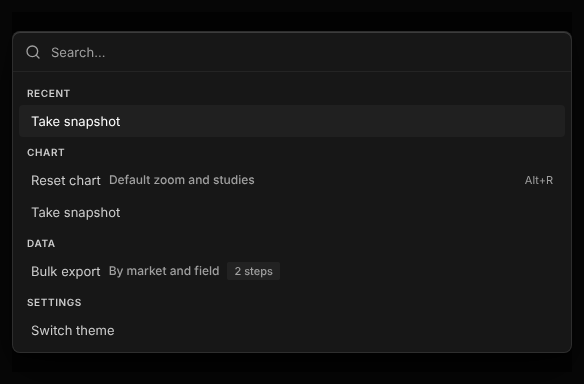 Search...
RECENT
Take snapshot
CHART
Reset chart Default zoom and studies Alt+R
Take snapshot
DATA
Bulk export By market and field 2 steps
SETTINGS
Switch theme